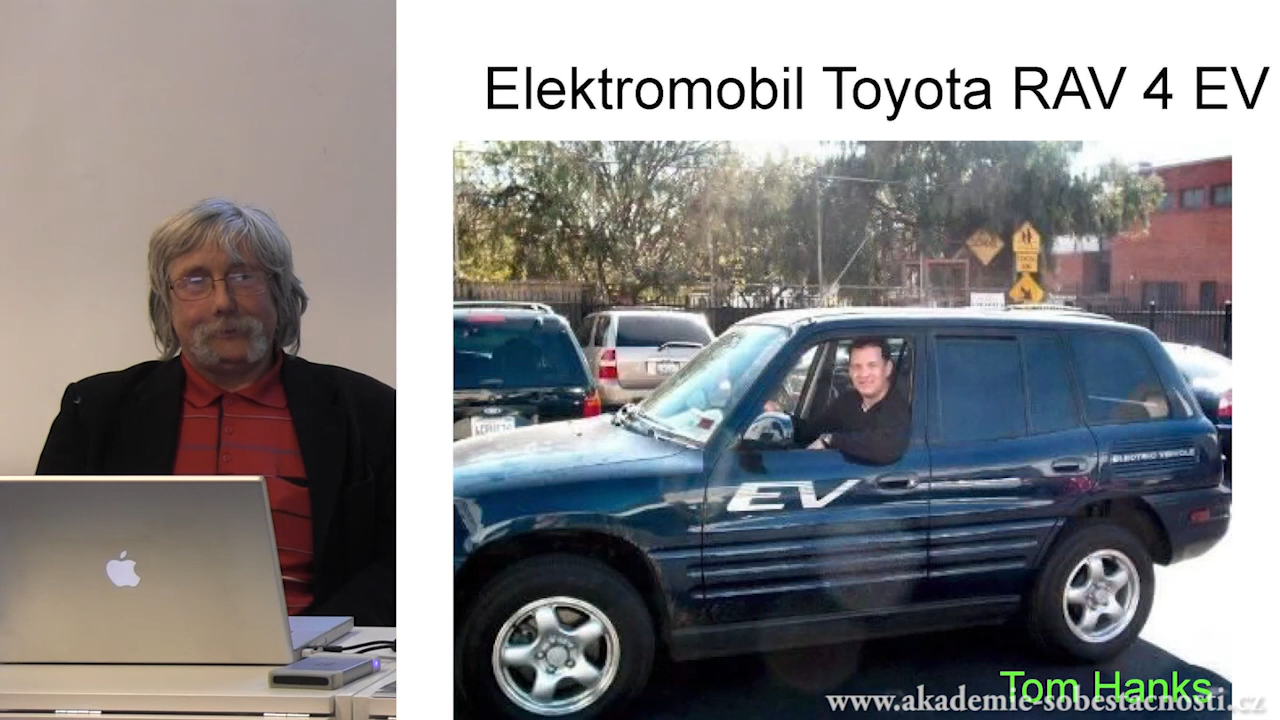 Elektromobil Toyota RAV 4 EV
EV
ELECTRIC VEHICLE
Tom Hanks
www.akademie-sobestacnosti.cz